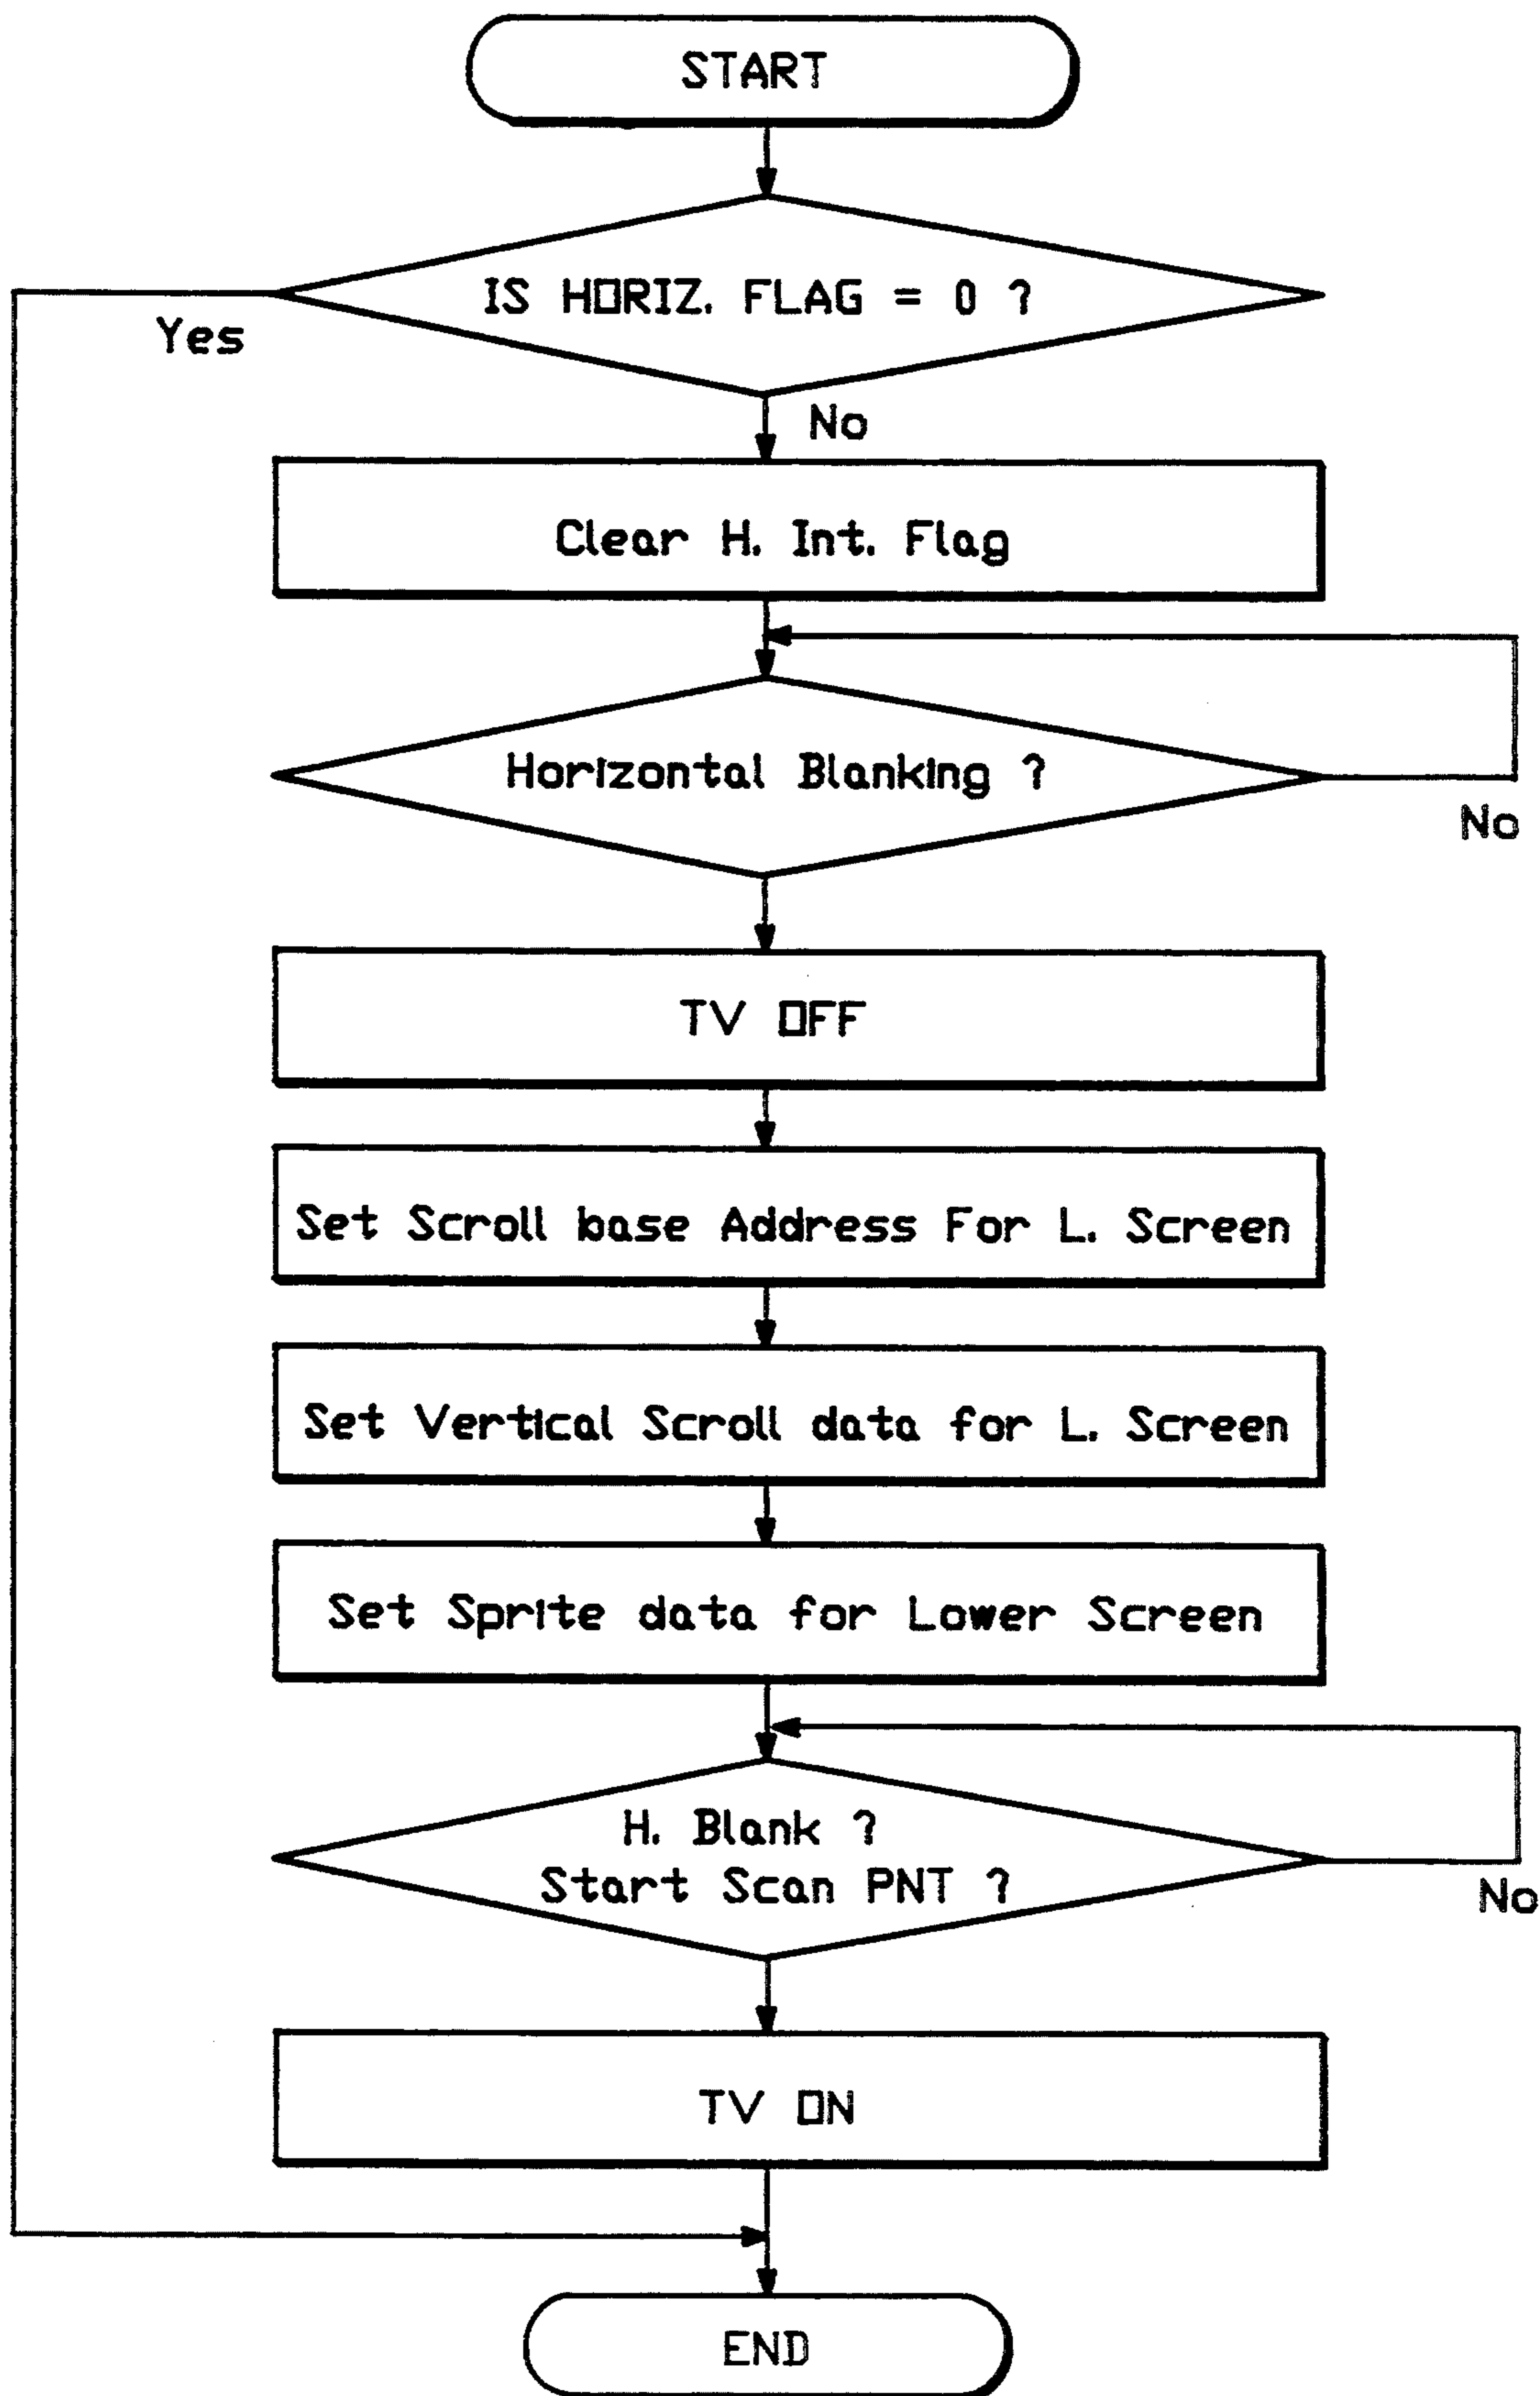 START
IS HORIZ. FLAG = 0 ?
Yes
No
Clear H. Int. Flag
Horizontal Blanking ?
No
TV OFF
Set Scroll base Address For L. Screen
Set Vertical Scroll data for L. Screen
Set Sprite data for Lower Screen
H. Blank ?
Start Scan PNT ?
No
TV ON
END